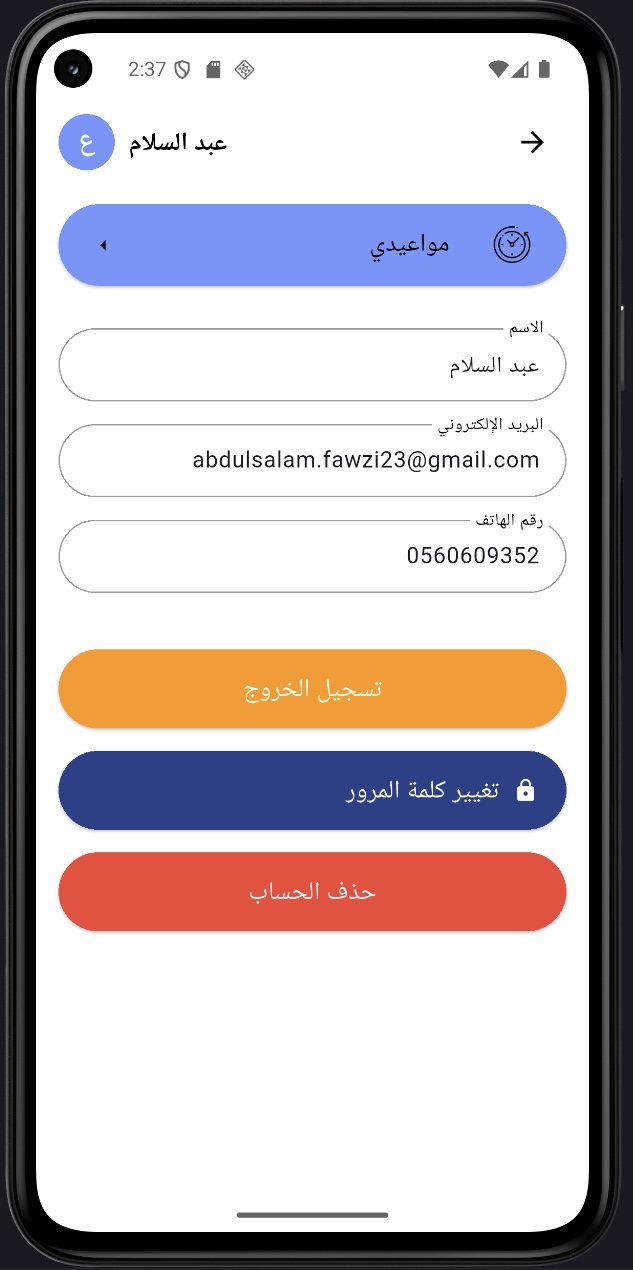 2:37
ع
عبد السلام
مواعيدي
الاسم
عبد السلام
البريد الإلكتروني
abdulsalam.fawzi23@gmail.com
رقم الهاتف
0560609352
تسجيل الخروج
تغيير كلمة المرور
حذف الحساب